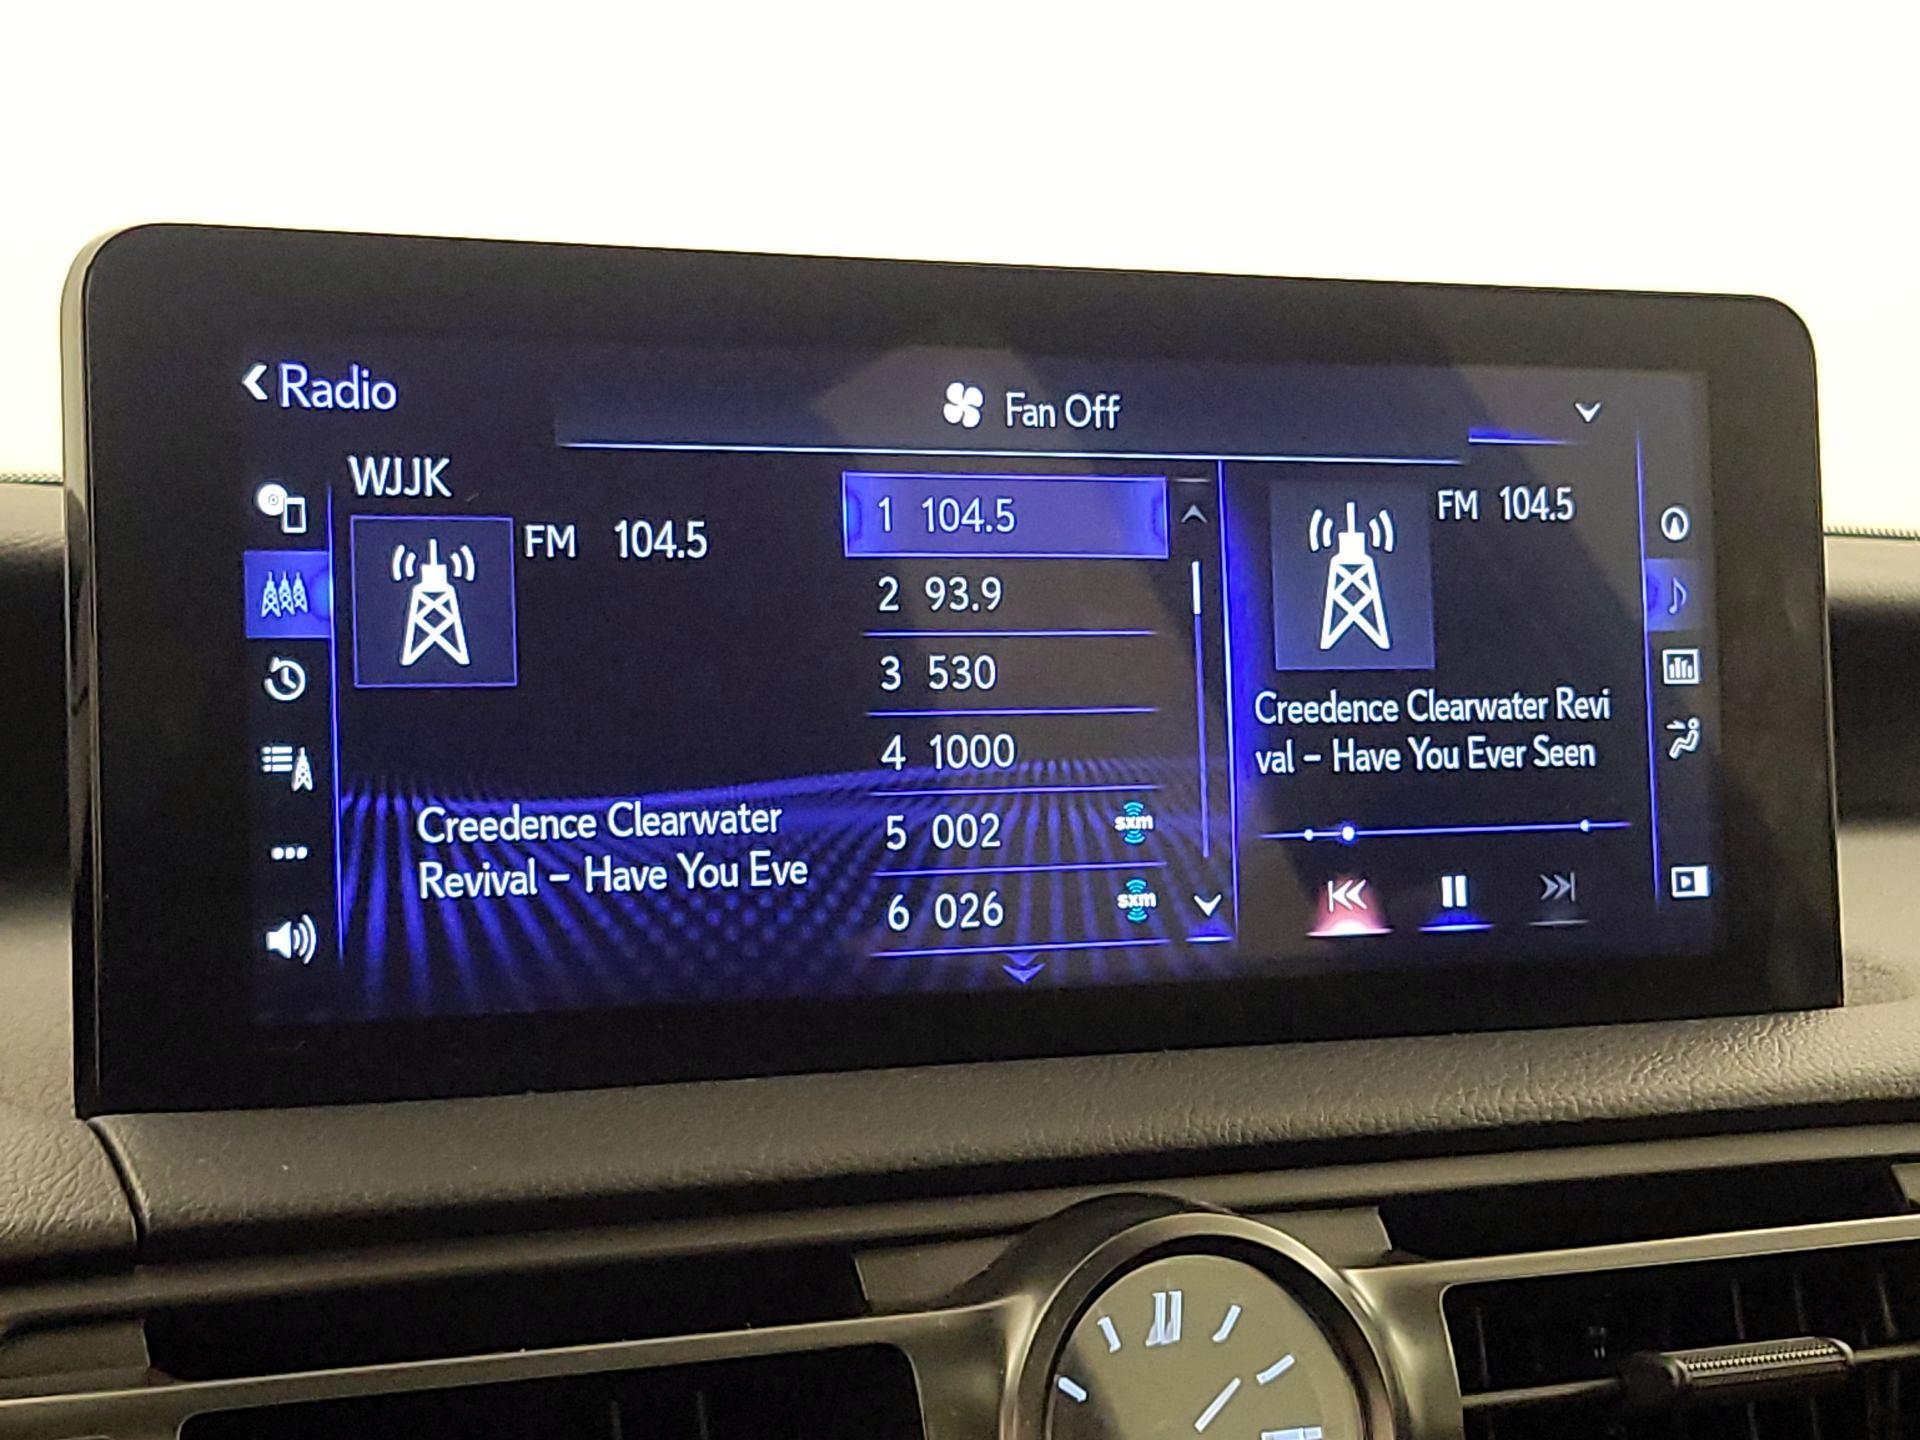 Radio
Fan Off
WJJK
FM 104.5
Creedence Clearwater
Revival – Have You Eve
1 104.5
2 93.9
3 530
4 1000
5 002 sxm
6 026 sxm
FM 104.5
Creedence Clearwater Revi
val – Have You Ever Seen